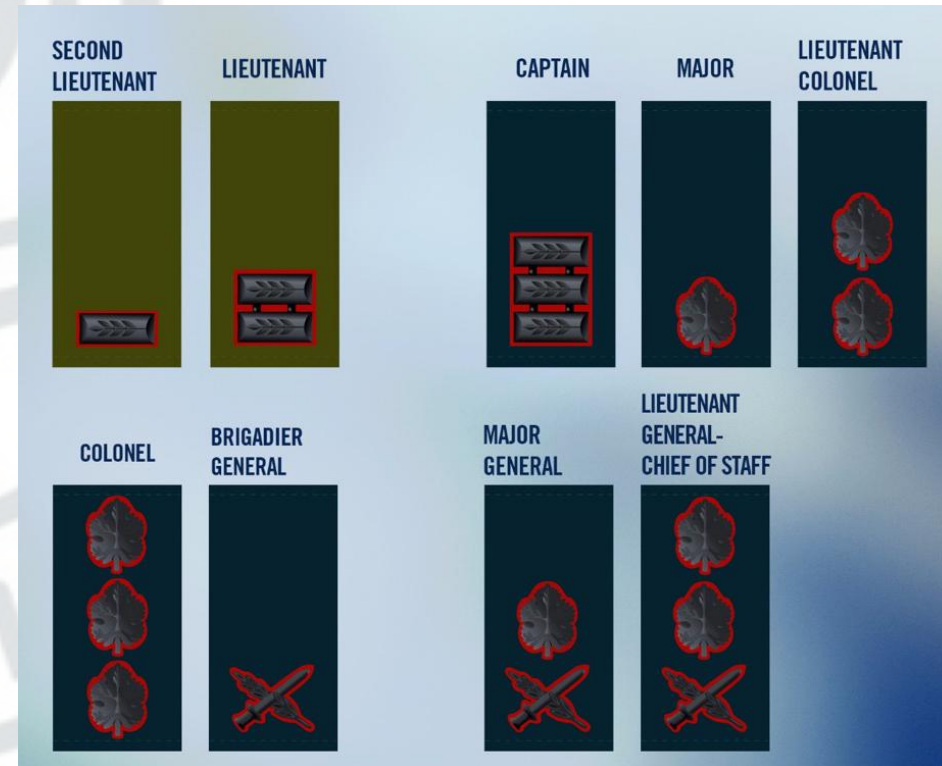 SECOND
LIEUTENANT
LIEUTENANT
CAPTAIN
MAJOR
LIEUTENANT
COLONEL
COLONEL
BRIGADIER
GENERAL
MAJOR
GENERAL
LIEUTENANT
GENERAL-
CHIEF OF STAFF